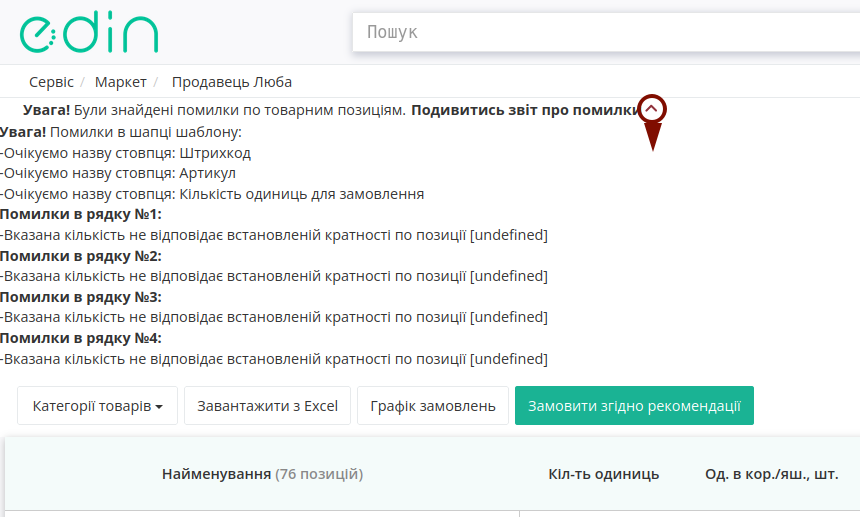 edin
Пошук
Сервіс / Маркет / Продавець Люба
Увага! Були знайдені помилки по товарним позиціям. Подивитись звіт про помилки
Увага! Помилки в шапці шаблону:
-Очікуємо назву стовпця: Штрихкод
-Очікуємо назву стовпця: Артикул
-Очікуємо назву стовпця: Кількість одиниць для замовлення
Помилки в рядку №1:
-Вказана кількість не відповідає встановленій кратності по позиції [undefined]
Помилки в рядку №2:
-Вказана кількість не відповідає встановленій кратності по позиції [undefined]
Помилки в рядку №3:
-Вказана кількість не відповідає встановленій кратності по позиції [undefined]
Помилки в рядку №4:
-Вказана кількість не відповідає встановленій кратності по позиції [undefined]
Категорії товарів Завантажити з Excel Графік замовлень Замовити згідно рекомендації
Найменування (76 позицій) Кіл-ть одиниць Од. в кор./яш., шт.